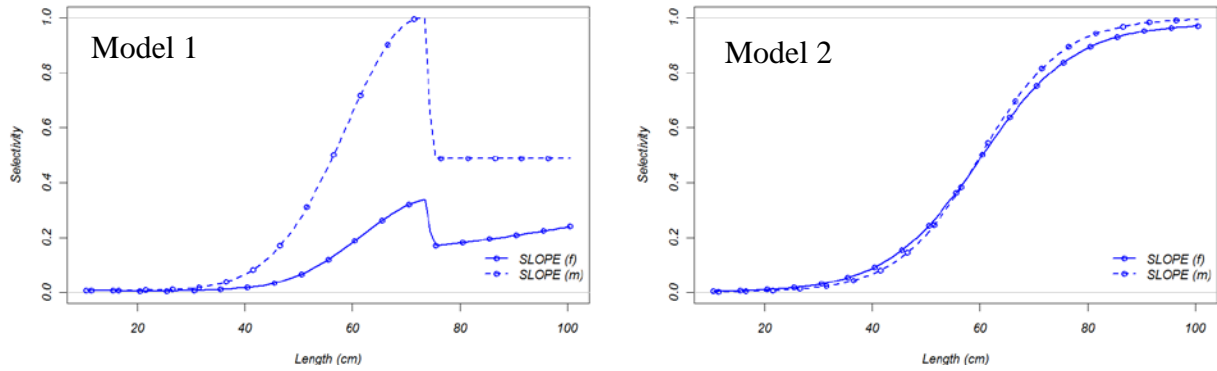 Model 1
Selectivity
1.0
0.8
0.6
0.4
0.2
0.0
SLOPE (f)
SLOPE (m)
20 40 60 80 100
Length (cm)
Model 2
Selectivity
1.0
0.8
0.6
0.4
0.2
0.0
SLOPE (f)
SLOPE (m)
20 40 60 80 100
Length (cm)